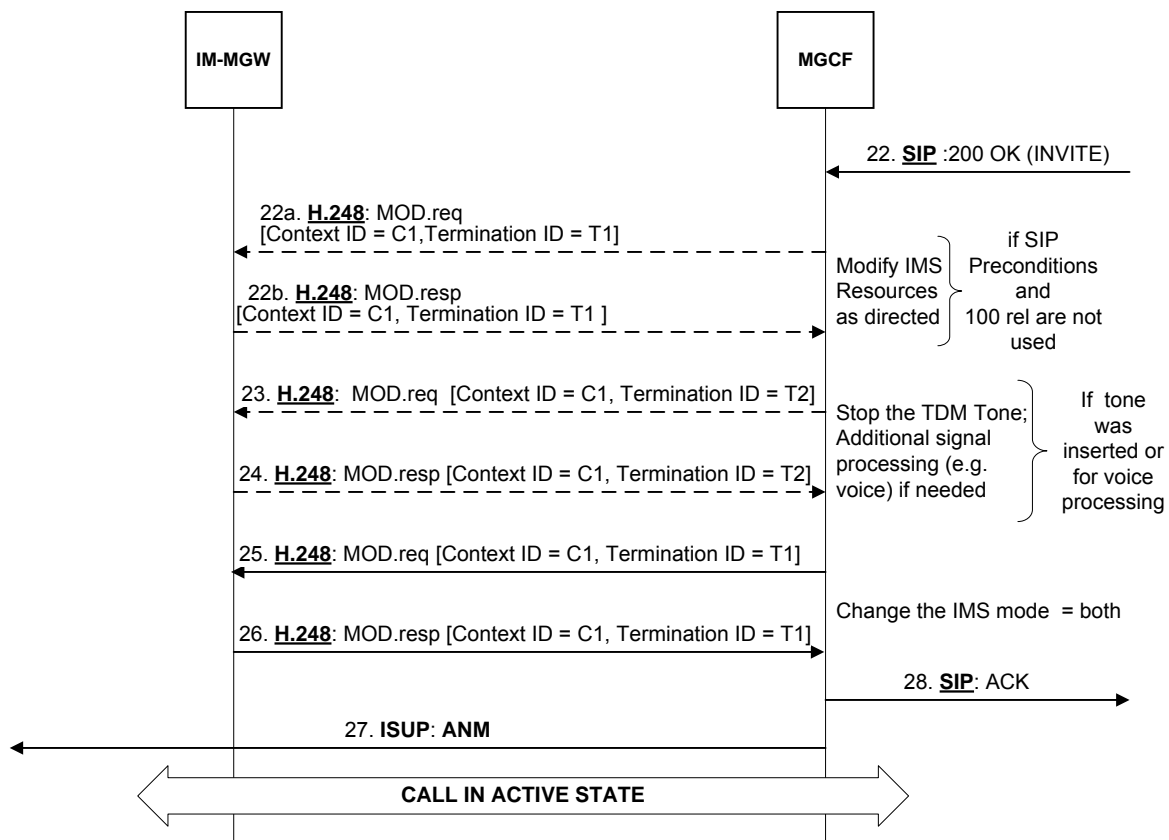 IM-MGW
MGCF
22. SIP :200 OK (INVITE)
22a. H.248: MOD.req
[Context ID = C1,Termination ID = T1]
22b. H.248: MOD.resp
[Context ID = C1, Termination ID = T1 ]
Modify IMS
Resources
as directed
if SIP
Preconditions
and
100 rel are not
used
23. H.248:  MOD.req  [Context ID = C1, Termination ID = T2]
24. H.248: MOD.resp [Context ID = C1, Termination ID = T2]
Stop the TDM Tone;
Additional signal
processing (e.g.
voice) if needed
If  tone
was
inserted or
for voice
processing
25. H.248: MOD.req [Context ID = C1, Termination ID = T1]
Change the IMS mode  = both
26. H.248: MOD.resp [Context ID = C1, Termination ID = T1]
28. SIP: ACK
27. ISUP: ANM
CALL IN ACTIVE STATE